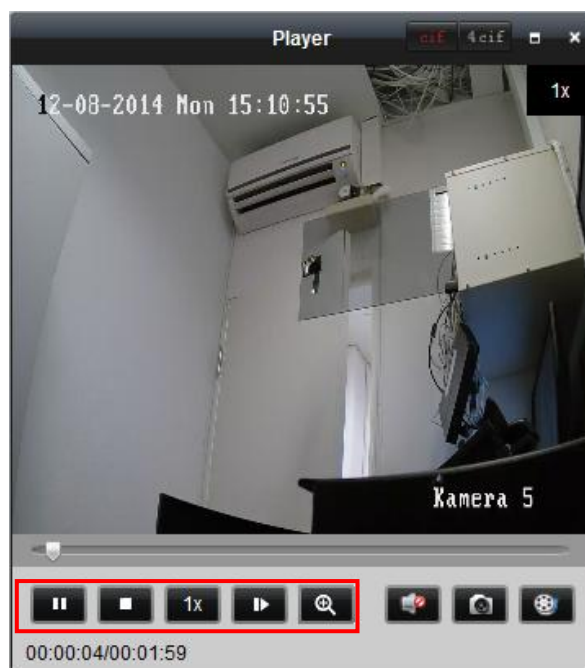 Player
cif 4cif
12-08-2014 Mon 15:10:55
1x
Kamera 5
1x
00:00:04/00:01:59